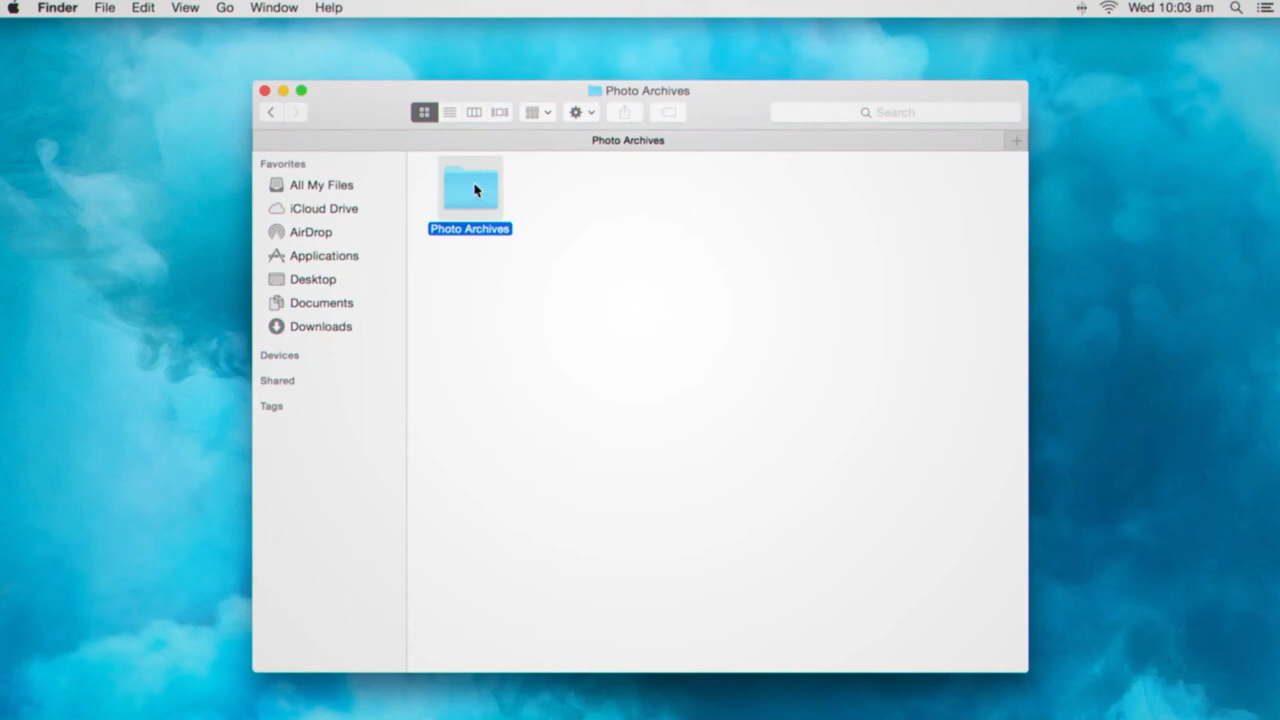 Finder File Edit View Go Window Help Wed 10:03 am
Photo Archives
Search
Photo Archives
Favorites
All My Files
iCloud Drive
AirDrop
Applications
Desktop
Documents
Downloads
Devices
Shared
Tags
Photo Archives